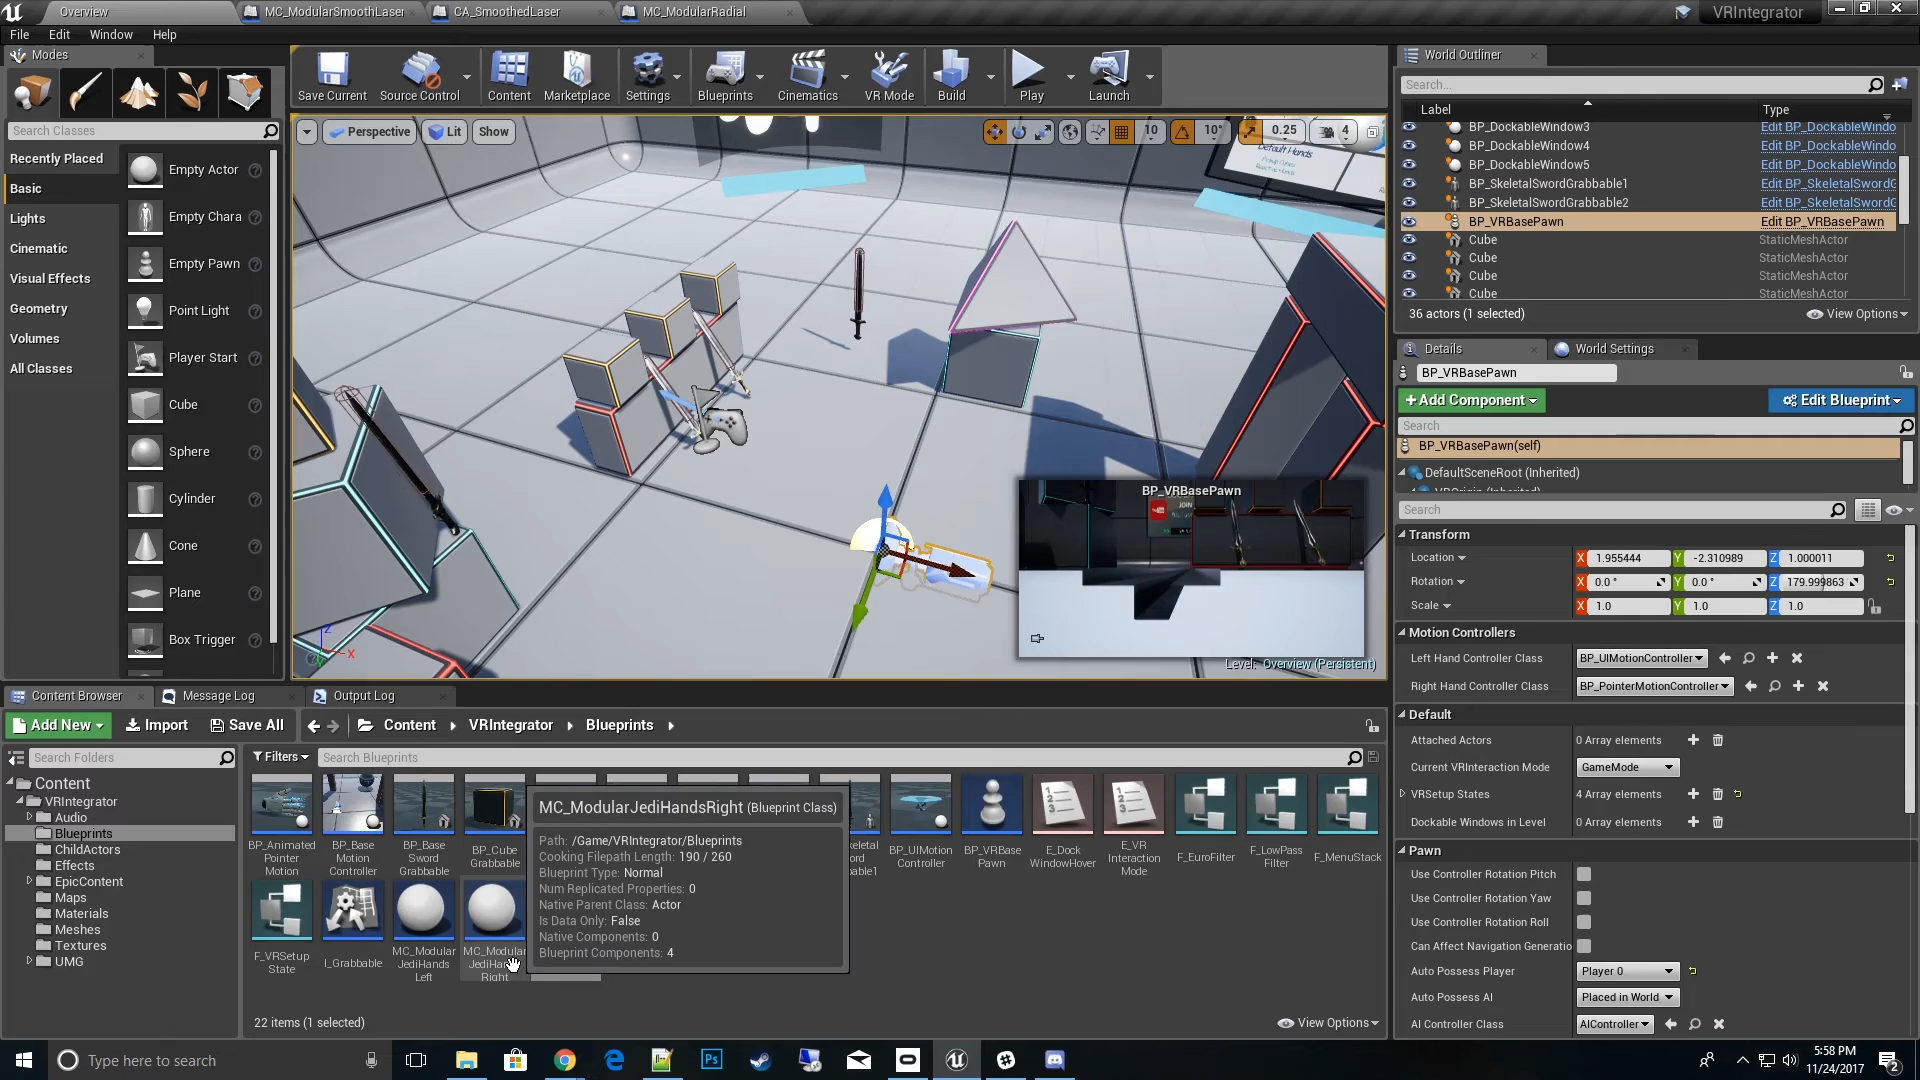 Overview
MC_ModularSmoothLaser
CA_SmoothedLaser
MC_ModularRadial
VRIntegrator
File
Edit
Window
Help
Modes
Save Current
Source Control
Content
Marketplace
Settings
Blueprints
Cinematics
VR Mode
Build
Play
Launch
Search Classes
Recently Placed
Basic
Lights
Cinematic
Visual Effects
Geometry
Volumes
All Classes
Empty Actor
Empty Chara
Empty Pawn
Point Light
Player Start
Cube
Sphere
Cylinder
Cone
Plane
Box Trigger
Perspective
Lit
Show
10
10°
0.25
4
Default Hands
BP_VRBasePawn
JOIN
Z
X
Level: Overview (Persistent)
World Outliner
Search...
Label
Type
BP_DockableWindow3
Edit BP_DockableWindo
BP_DockableWindow4
Edit BP_DockableWindo
BP_DockableWindow5
Edit BP_DockableWindo
BP_SkeletalSwordGrabbable1
Edit BP_SkeletalSwordG
BP_SkeletalSwordGrabbable2
Edit BP_SkeletalSwordG
BP_VRBasePawn
Edit BP_VRBasePawn
Cube
StaticMeshActor
Cube
StaticMeshActor
Cube
StaticMeshActor
Cube
StaticMeshActor
36 actors (1 selected)
View Options
Details
World Settings
BP_VRBasePawn
+Add Component
Edit Blueprint
Search
BP_VRBasePawn(self)
DefaultSceneRoot (Inherited)
VROrigin (Inherited)
Search
Transform
Location
X 1.955444
Y -2.310989
Z 1.000011
Rotation
X 0.0 °
Y 0.0 °
Z 179.999863
Scale
X 1.0
Y 1.0
Z 1.0
Motion Controllers
Left Hand Controller Class
BP_UIMotionController
Right Hand Controller Class
BP_PointerMotionController
Default
Attached Actors
0 Array elements
Current VRInteraction Mode
GameMode
VRSetup States
4 Array elements
Dockable Windows in Level
0 Array elements
Pawn
Use Controller Rotation Pitch
Use Controller Rotation Yaw
Use Controller Rotation Roll
Can Affect Navigation Generatio
Auto Possess Player
Player 0
Auto Possess AI
Placed in World
AI Controller Class
AIController
Content Browser
Message Log
Output Log
Add New
Import
Save All
Content
VRIntegrator
Blueprints
Search Folders
Filters
Search Blueprints
Content
VRIntegrator
Audio
Blueprints
ChildActors
Effects
EpicContent
Maps
Materials
Meshes
Textures
UMG
BP_Animated
Pointer
Motion
BP_Base
Motion
Controller
BP_Base
Sword
Grabbable
BP_Cube
Grabbable
keletal
ord
able1
BP_UIMotion
Controller
BP_VRBase
Pawn
E_Dock
WindowHover
E_VR
Interaction
Mode
F_EuroFilter
F_LowPass
Filter
F_MenuStack
F_VRSetup
State
I_Grabbable
MC_Modular
JediHands
Left
MC_Modular
JediHands
Right
MC_ModularJediHandsRight (Blueprint Class)
Path: /Game/VRIntegrator/Blueprints
Cooking Filepath Length: 190 / 260
Blueprint Type: Normal
Num Replicated Properties: 0
Native Parent Class: Actor
Is Data Only: False
Native Components: 0
Blueprint Components: 4
22 items (1 selected)
View Options
Type here to search
5:58 PM
11/24/2017
2